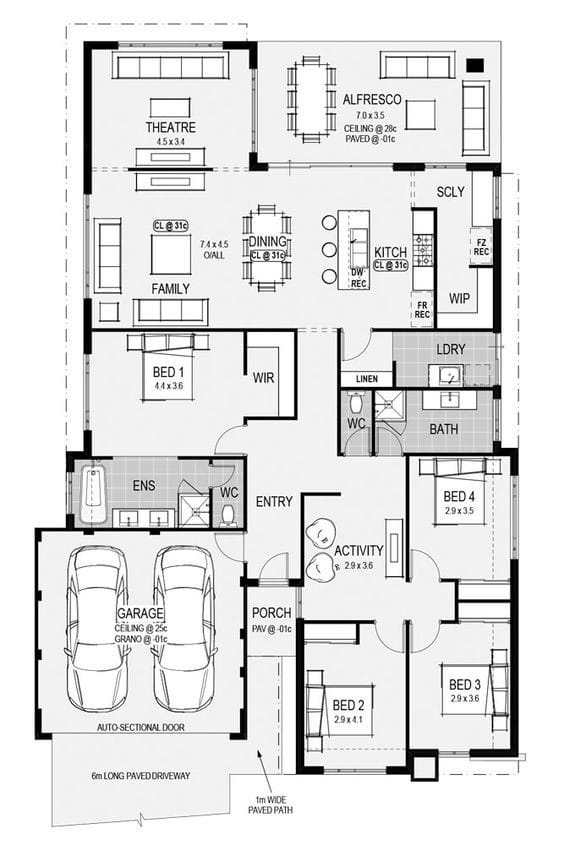 THEATRE
4.5 x 3.4
ALFRESCO
7.0 x 3.5
CEILING @ 28c
PAVED @ -01c
SCLY
CL @ 31c
7.4 x 4.5
O/ALL
FAMILY
DINING
CL @ 31c
KITCH
CL @ 31c
DW
REC
FZ
REC
FR
REC
WIP
BED 1
4.4 x 3.6
WIR
LINEN
LDRY
WC
BATH
ENS
WC
ENTRY
BED 4
2.9 x 3.5
ACTIVITY
2.9 x 3.6
GARAGE
CEILING @ 25c
GRANO @ -01c
PORCH
PAV @ -01c
BED 2
2.9 x 4.1
BED 3
2.9 x 3.6
AUTO-SECTIONAL DOOR
6m LONG PAVED DRIVEWAY
1m WIDE
PAVED PATH